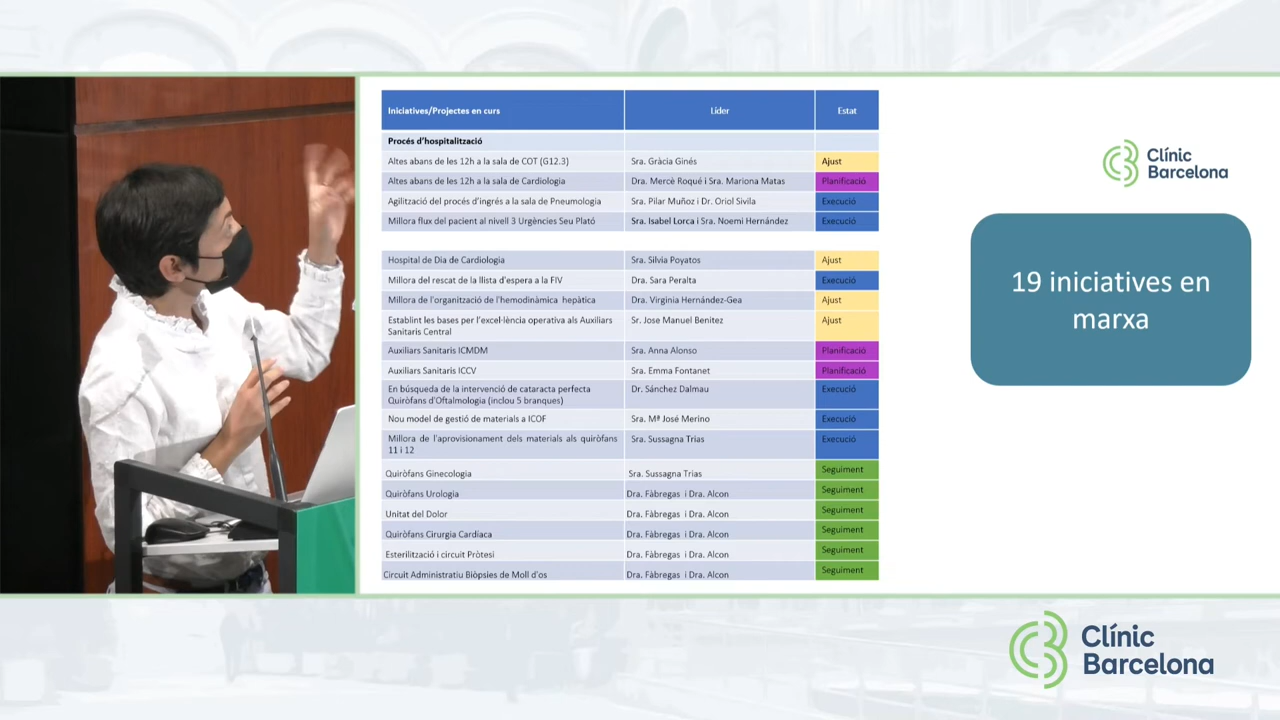 Iniciatives/Projectes en curs Líder Estat
Procés d'hospitalització
Altes abans de les 12h a la sala de COT (G12.3) Sra. Gràcia Ginés Ajust
Altes abans de les 12h a la sala de Cardiologia Dra. Mercè Roqué i Sra. Mariona Matas Planificació
Agilització del procés d'ingrés a la sala de Pneumologia Sra. Pilar Muñoz i Dr. Oriol Sivila Execució
Millora flux del pacient al nivell 3 Urgències Seu Plató Sra. Isabel Lorca i Sra. Noemi Hernández Execució
Hospital de Dia de Cardiologia Sra. Silvia Poyatos Ajust
Millora del rescat de la llista d'espera a la FIV Dra. Sara Peralta Execució
Millora de l'organització de l'hemodinàmica hepàtica Dra. Virginia Hernández-Gea Ajust
Establint les bases per l'excel·lència operativa als Auxiliars Sr. Jose Manuel Benitez Ajust
Sanitaris Central
Auxiliars Sanitaris ICMDM Sra. Anna Alonso Planificació
Auxiliars Sanitaris ICCV Sra. Emma Fontanet Planificació
En búsqueda de la intervenció de cataracta perfecta Dr. Sánchez Dalmau Execució
Quiròfans d'Oftalmologia (inclou 5 branques)
Nou model de gestió de materials a ICOF Sra. Mª José Merino Execució
Millora de l'aprovisionament dels materials als quiròfans Sra. Sussagna Trias Execució
11 i 12
Quiròfans Ginecologia Sra. Sussagna Trias Seguiment
Quiròfans Urologia Dra. Fàbregas i Dra. Alcon Seguiment
Unitat del Dolor Dra. Fàbregas i Dra. Alcon Seguiment
Quiròfans Cirurgia Cardíaca Dra. Fàbregas i Dra. Alcon Seguiment
Esterilització i circuit Pròtesi Dra. Fàbregas i Dra. Alcon Seguiment
Circuit Administratiu Biòpsies de Moll d'os Dra. Fàbregas i Dra. Alcon Seguiment
Clínic
Barcelona
19 iniciatives en
marxa
Clínic
Barcelona